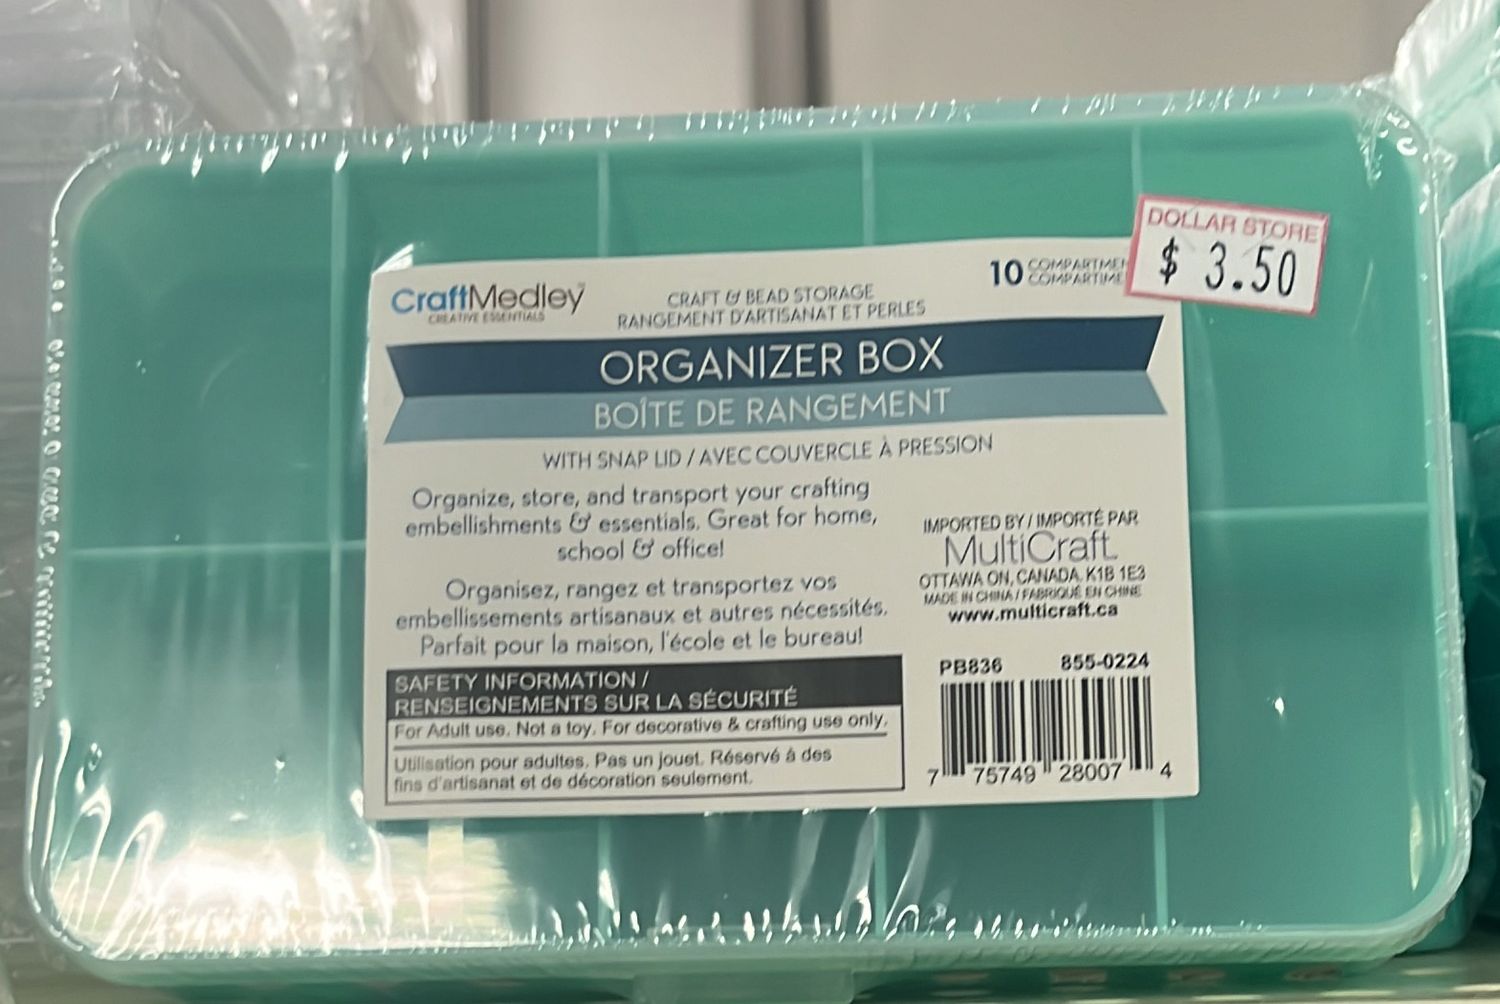 DOLLAR STORE
$ 3.50
CraftMedley
CREATIVE ESSENTIALS
CRAFT & BEAD STORAGE
RANGEMENT D'ARTISANAT ET PERLES
10 COMPARTMEN
COMPARTIME
ORGANIZER BOX
BOÎTE DE RANGEMENT
WITH SNAP LID / AVEC COUVERCLE À PRESSION
Organize, store, and transport your crafting
embellishments & essentials. Great for home,
school & office!
Organisez, rangez et transportez vos
embellissements artisanaux et autres nécessités.
Parfait pour la maison, l'école et le bureau!
SAFETY INFORMATION /
RENSEIGNEMENTS SUR LA SÉCURITÉ
For Adult use. Not a toy. For decorative & crafting use only.
Utilisation pour adultes. Pas un jouet. Réservé à des
fins d'artisanat et de décoration seulement.
IMPORTED BY / IMPORTÉ PAR
MultiCraft
OTTAWA ON, CANADA K1B 1E3
MADE IN CHINA / FABRIQUÉ EN CHINE
www.multicraft.ca
PB836 855-0224
7 75749 28007 4